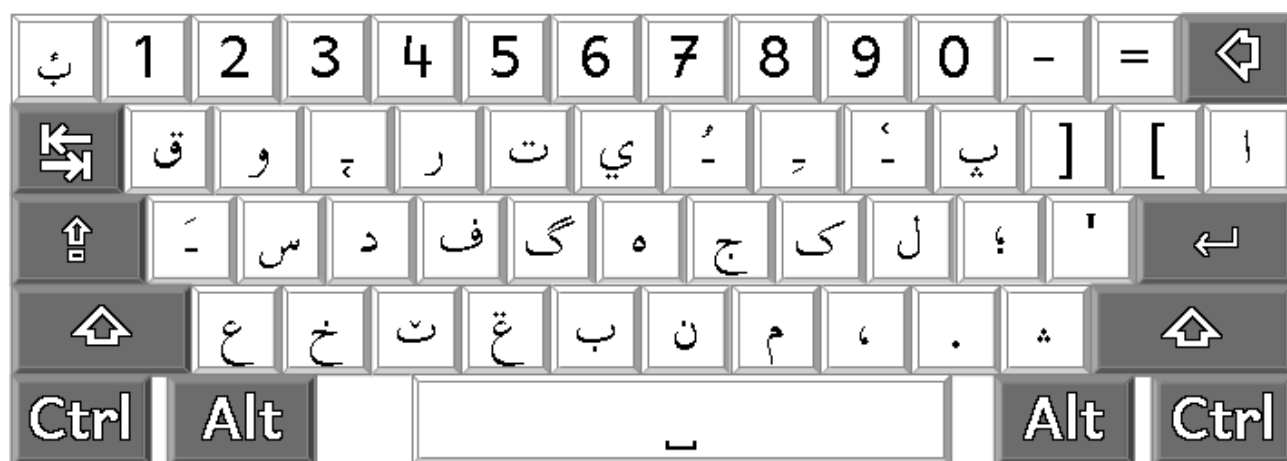 ࢡ 1 2 3 4 5 6 7 8 9 0 - =
ق و ر ت ي ـُ ـِ ] [ ا
ـَ س د ف گ ه ج ک ل ؛ '
ع خ ب ن م ، .
Ctrl Alt Alt Ctrl